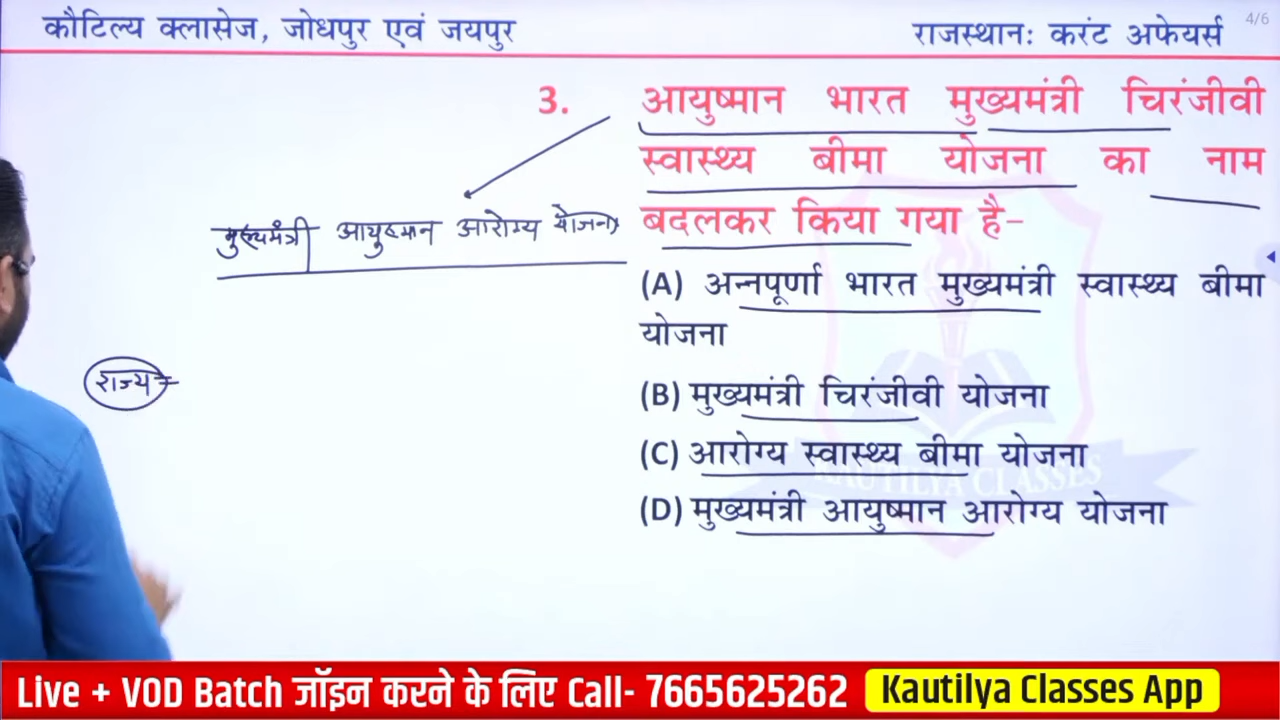 कौटिल्य क्लासेज, जोधपुर एवं जयपुर
राजस्थानः करंट अफेयर्स
4/6
3. आयुष्मान भारत मुख्यमंत्री चिरंजीवी
स्वास्थ्य बीमा योजना का नाम
बदलकर किया गया है-
मुख्यमंत्री आयुष्मान आरोग्य योजना
(A) अन्नपूर्णा भारत मुख्यमंत्री स्वास्थ्य बीमा
योजना
राज्य
(B) मुख्यमंत्री चिरंजीवी योजना
(C) आरोग्य स्वास्थ्य बीमा योजना
KAUTILYA CLASSES
(D) मुख्यमंत्री आयुष्मान आरोग्य योजना
Live + VOD Batch जॉइन करने के लिए Call- 7665625262
Kautilya Classes App